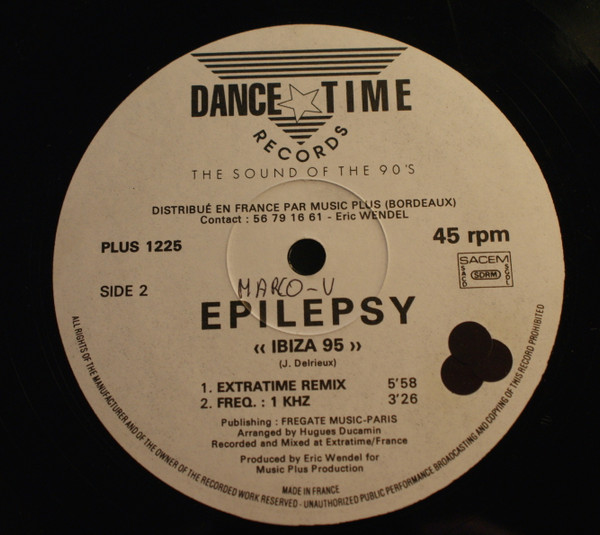 DANCE TIME
RECORDS
THE SOUND OF THE 90'S
DISTRIBUÉ EN FRANCE PAR MUSIC PLUS (BORDEAUX)
Contact : 56 79 16 61 - Eric WENDEL
PLUS 1225
45 rpm
SACEM
SACD SDRM SGDL
SIDE 2
MARCO-V
EPILEPSY
‹‹ IBIZA 95 ››
(J. Delrieux)
1. EXTRATIME REMIX 5'58
2. FREQ. : 1 KHZ 3'26
Publishing : FREGATE MUSIC-PARIS
Arranged by Hugues Ducamin
Recorded and Mixed at Extratime/France
Produced by Eric Wendel for
Music Plus Production
MADE IN FRANCE
ALL RIGHTS OF THE MANUFACTURER AND OF THE OWNER OF THE RECORDED WORK RESERVED - UNAUTHORIZED PUBLIC PERFORMANCE BROADCASTING AND COPYING OF THIS RECORD PROHIBITED